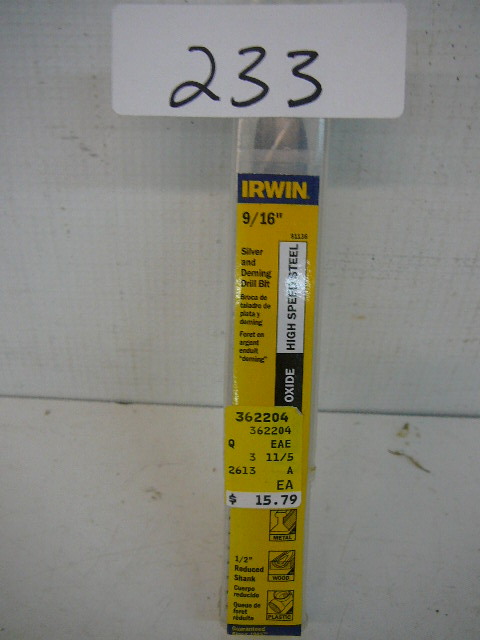 233
IRWIN
9/16"
Silver
and
Deming
Drill Bit
Broca de
taladro de
plata y
deming
Foret en
argent
enduit
"deming"
HIGH SPEED STEEL
OXIDE
362204
362204
Q EAE
3 11/5
2613 A
EA
$ 15.79
METAL
1/2"
Reduced
Shank
Cuerpo
reducido
Queue de
foret
réduite
WOOD
PLASTIC
Guaranteed